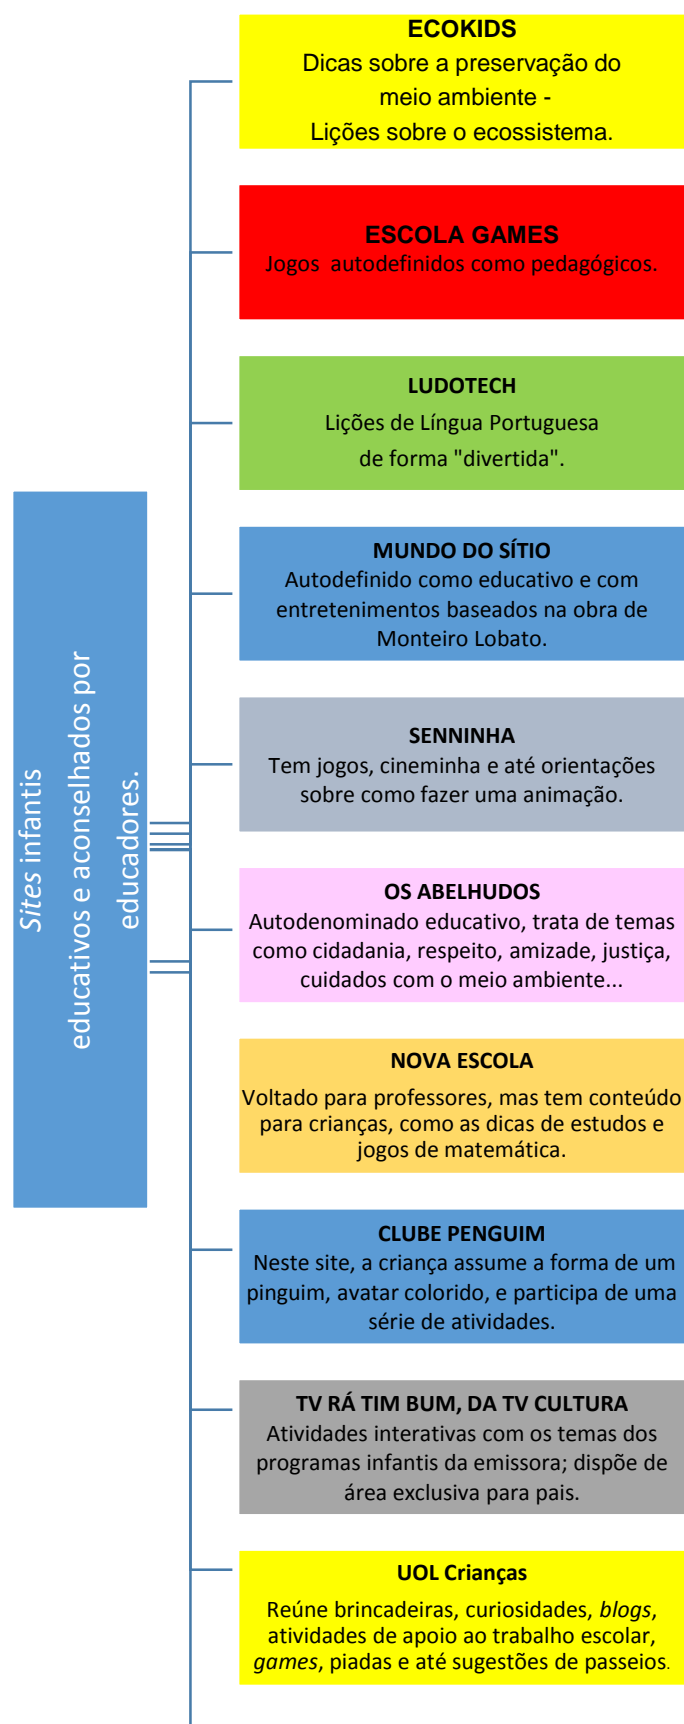 Sites infantis
educativos e aconselhados por
educadores.
ECOKIDS
Dicas sobre a preservação do
meio ambiente -
Lições sobre o ecossistema.
ESCOLA GAMES
Jogos autodefinidos como pedagógicos.
LUDOTECH
Lições de Língua Portuguesa
de forma "divertida".
MUNDO DO SÍTIO
Autodefinido como educativo e com
entretenimentos baseados na obra de
Monteiro Lobato.
SENNINHA
Tem jogos, cineminha e até orientações
sobre como fazer uma animação.
OS ABELHUDOS
Autodenominado educativo, trata de temas
como cidadania, respeito, amizade, justiça,
cuidados com o meio ambiente...
NOVA ESCOLA
Voltado para professores, mas tem conteúdo
para crianças, como as dicas de estudos e
jogos de matemática.
CLUBE PENGUIM
Neste site, a criança assume a forma de um
pinguim, avatar colorido, e participa de uma
série de atividades.
TV RÁ TIM BUM, DA TV CULTURA
Atividades interativas com os temas dos
programas infantis da emissora; dispõe de
área exclusiva para pais.
UOL Crianças
Reúne brincadeiras, curiosidades, blogs,
atividades de apoio ao trabalho escolar,
games, piadas e até sugestões de passeios.